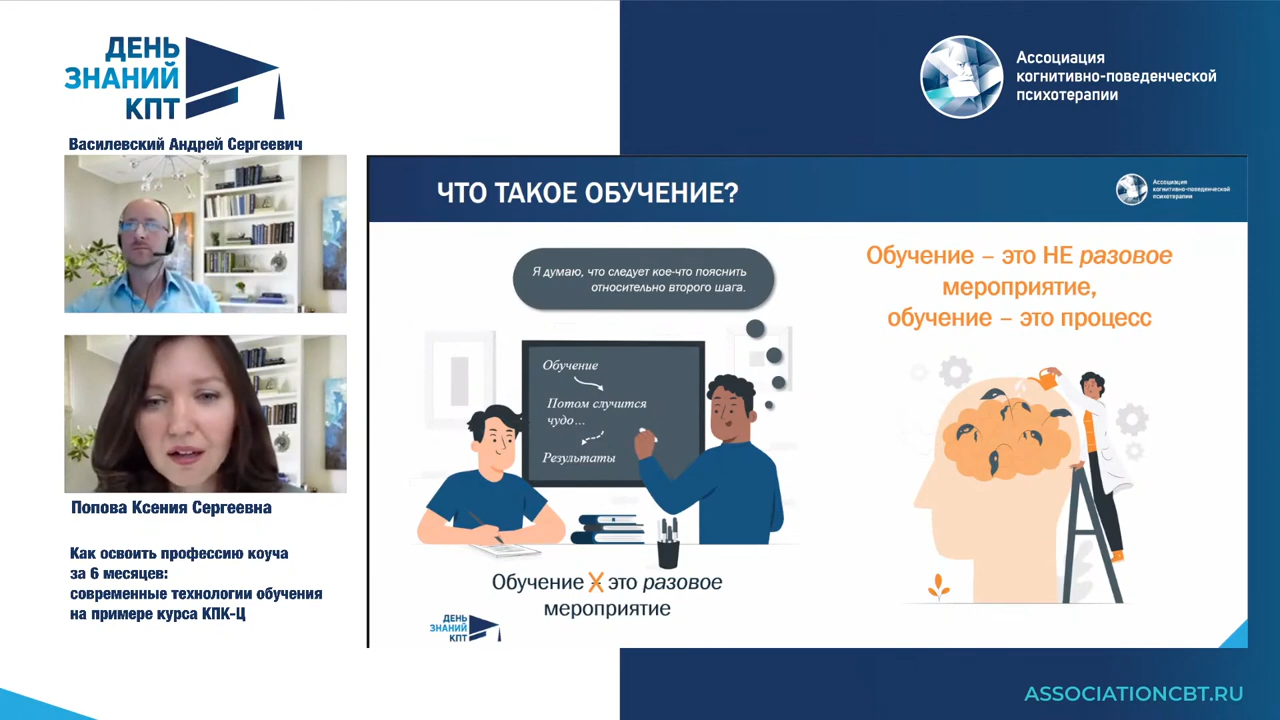 ДЕНЬ
ЗНАНИЙ
КПТ
Ассоциация
когнитивно-поведенческой
психотерапии
Василевский Андрей Сергеевич
Попова Ксения Сергеевна
Как освоить профессию коуча
за 6 месяцев:
современные технологии обучения
на примере курса КПК-Ц
ЧТО ТАКОЕ ОБУЧЕНИЕ?
Ассоциация
когнитивно-поведенческой
психотерапии
Я думаю, что следует кое-что пояснить
относительно второго шага.
Обучение
Потом случится
чудо...
Результаты
Обучение – это разовое
мероприятие
Обучение – это НЕ разовое
мероприятие,
обучение – это процесс
ДЕНЬ
ЗНАНИЙ
КПТ
ASSOCIATIONCBT.RU